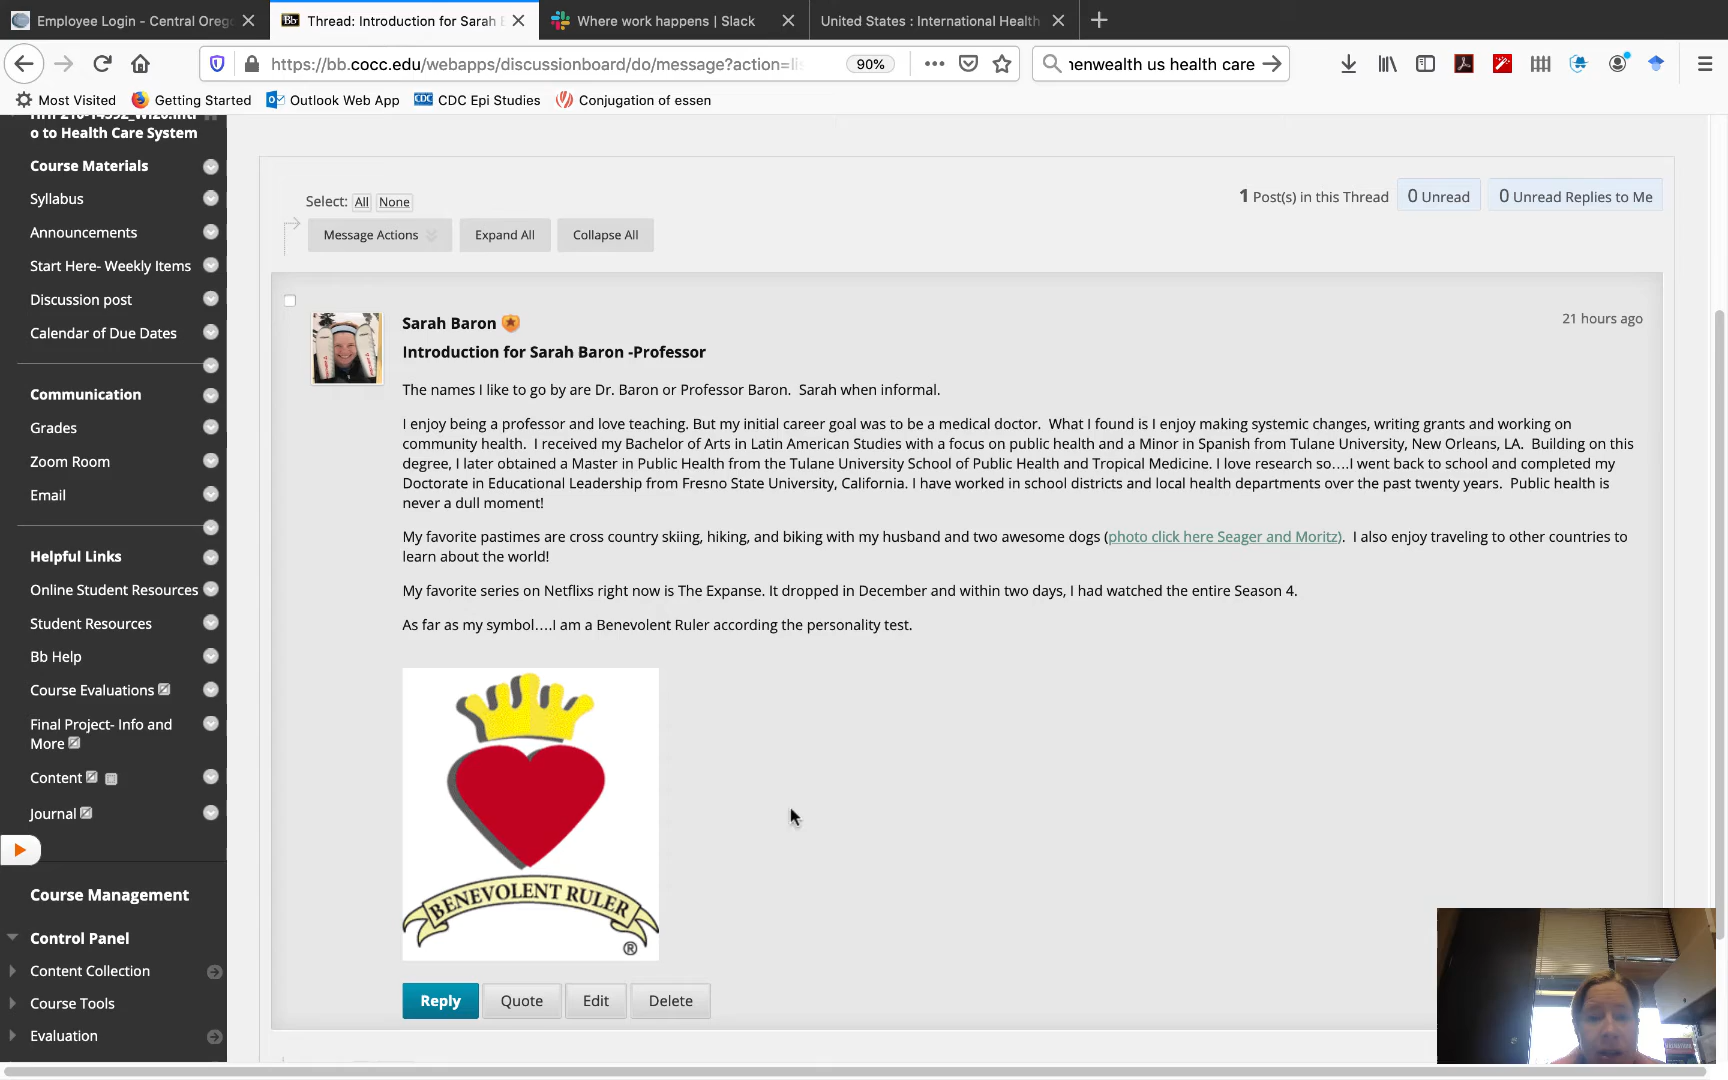 Employee Login - Central Orego
Thread: Introduction for Sarah B
Where work happens | Slack
United States : International Health
https://bb.cocc.edu/webapps/discussionboard/do/message?action=lis
90%
nenwealth us health care
Most Visited
Getting Started
Outlook Web App
CDC Epi Studies
Conjugation of essen
o to Health Care System
Course Materials
Syllabus
Announcements
Start Here- Weekly Items
Discussion post
Calendar of Due Dates
Communication
Grades
Zoom Room
Email
Helpful Links
Online Student Resources
Student Resources
Bb Help
Course Evaluations
Final Project- Info and
More
Content
Journal
Course Management
Control Panel
Content Collection
Course Tools
Evaluation
Select: All None
1 Post(s) in this Thread
0 Unread
0 Unread Replies to Me
Message Actions
Expand All
Collapse All
Sarah Baron
21 hours ago
Introduction for Sarah Baron -Professor
The names I like to go by are Dr. Baron or Professor Baron.  Sarah when informal.
I enjoy being a professor and love teaching. But my initial career goal was to be a medical doctor.  What I found is I enjoy making systemic changes, writing grants and working on
community health.  I received my Bachelor of Arts in Latin American Studies with a focus on public health and a Minor in Spanish from Tulane University, New Orleans, LA.  Building on this
degree, I later obtained a Master in Public Health from the Tulane University School of Public Health and Tropical Medicine. I love research so....I went back to school and completed my
Doctorate in Educational Leadership from Fresno State University, California. I have worked in school districts and local health departments over the past twenty years.  Public health is
never a dull moment!
My favorite pastimes are cross country skiing, hiking, and biking with my husband and two awesome dogs (photo click here Seager and Moritz).  I also enjoy traveling to other countries to
learn about the world!
My favorite series on Netflixs right now is The Expanse. It dropped in December and within two days, I had watched the entire Season 4.
As far as my symbol....I am a Benevolent Ruler according the personality test.
BENEVOLENT RULER
®
Reply
Quote
Edit
Delete